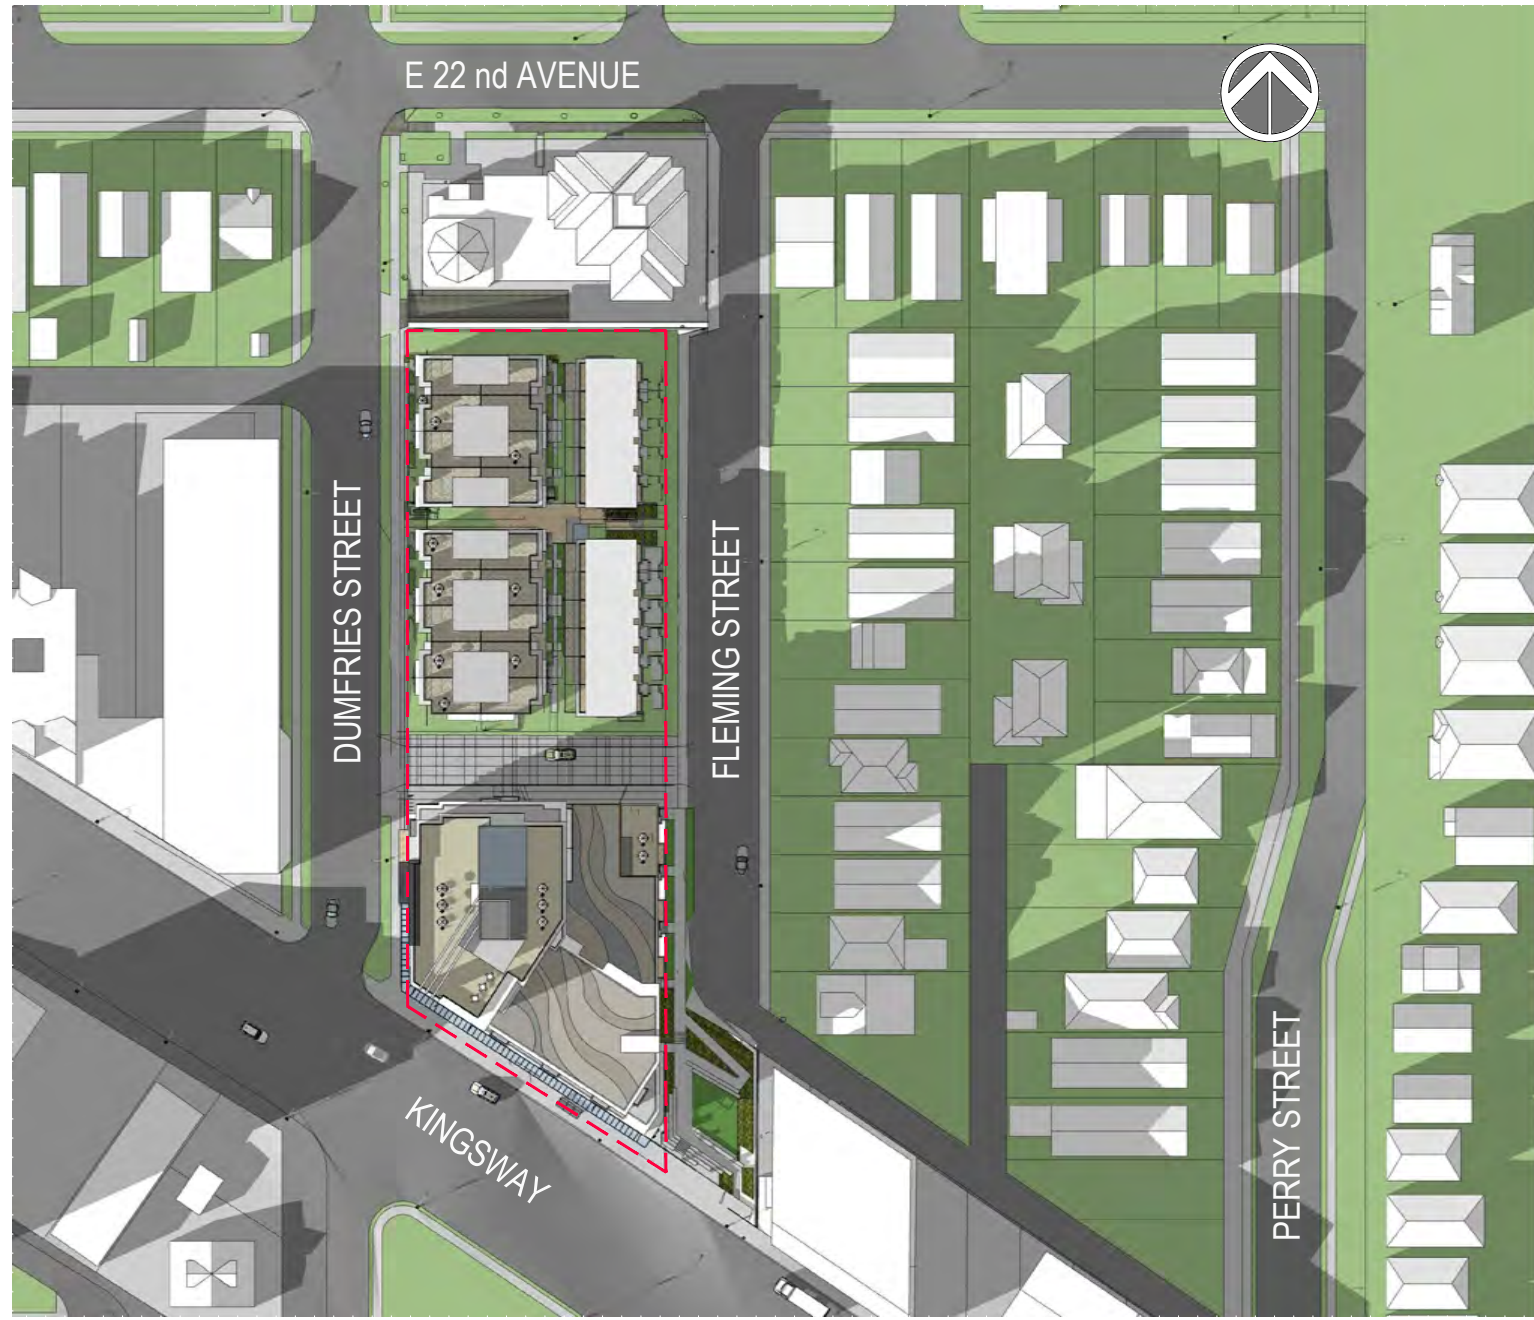 E 22 nd AVENUE
DUMFRIES STREET
FLEMING STREET
KINGSWAY
PERRY STREET